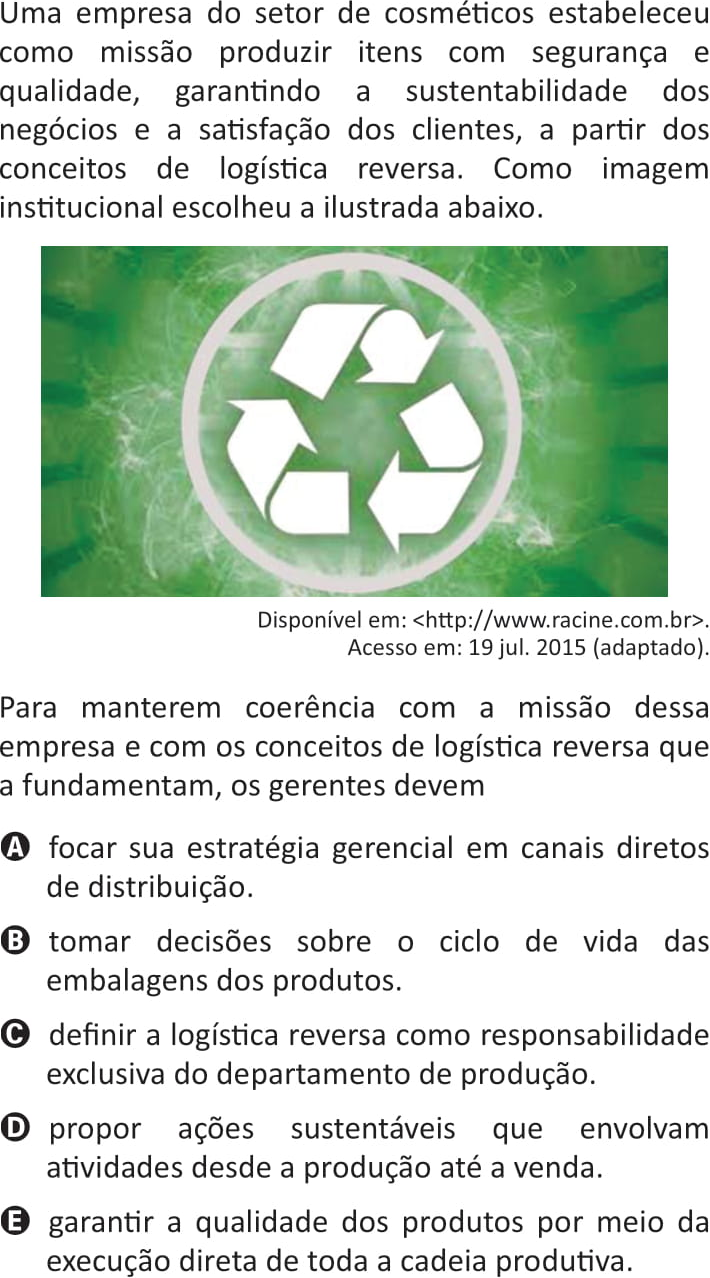 Uma empresa do setor de cosméticos estabeleceu
como missão produzir itens com segurança e
qualidade, garantindo a sustentabilidade dos
negócios e a satisfação dos clientes, a partir dos
conceitos de logística reversa. Como imagem
institucional escolheu a ilustrada abaixo.
Disponível em: <http://www.racine.com.br>.
Acesso em: 19 jul. 2015 (adaptado).
Para manterem coerência com a missão dessa
empresa e com os conceitos de logística reversa que
a fundamentam, os gerentes devem
A focar sua estratégia gerencial em canais diretos
de distribuição.
B tomar decisões sobre o ciclo de vida das
embalagens dos produtos.
C definir a logística reversa como responsabilidade
exclusiva do departamento de produção.
D propor ações sustentáveis que envolvam
atividades desde a produção até a venda.
E garantir a qualidade dos produtos por meio da
execução direta de toda a cadeia produtiva.